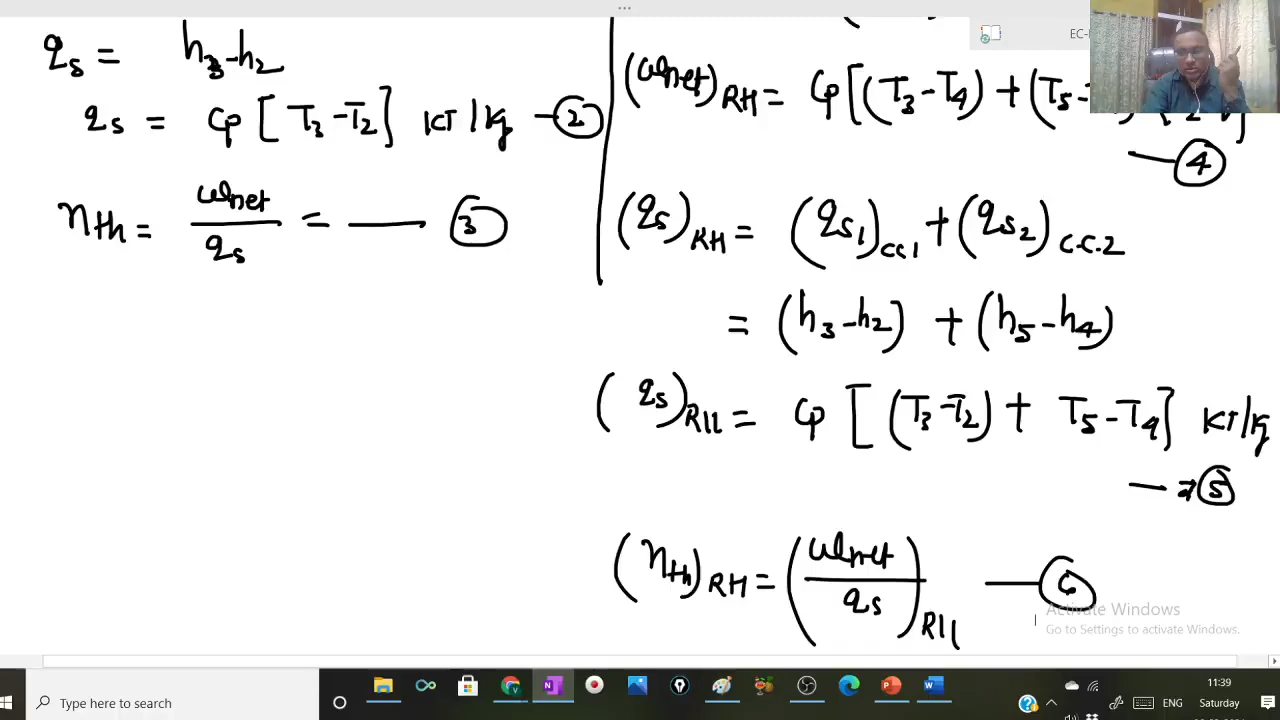 qs = h3-h2
qs = Cp [T3-T2] KJ/Kg — 2
ηth = wnet/qs = —— 3
EC-
(wnet)RH = Cp[(T3-T4)+(T5-
— 4
(qs)RH = (qs1)cc1 + (qs2)c.c.2
= (h3-h2) + (h5-h4)
(qs)RH = Cp [(T3-T2) + T5-T4] KJ/Kg
— 5
(ηth)RH = (wnet/qs)RH — 6
Activate Windows
Go to Settings to activate Windows.
Type here to search
ENG
11:39
Saturday